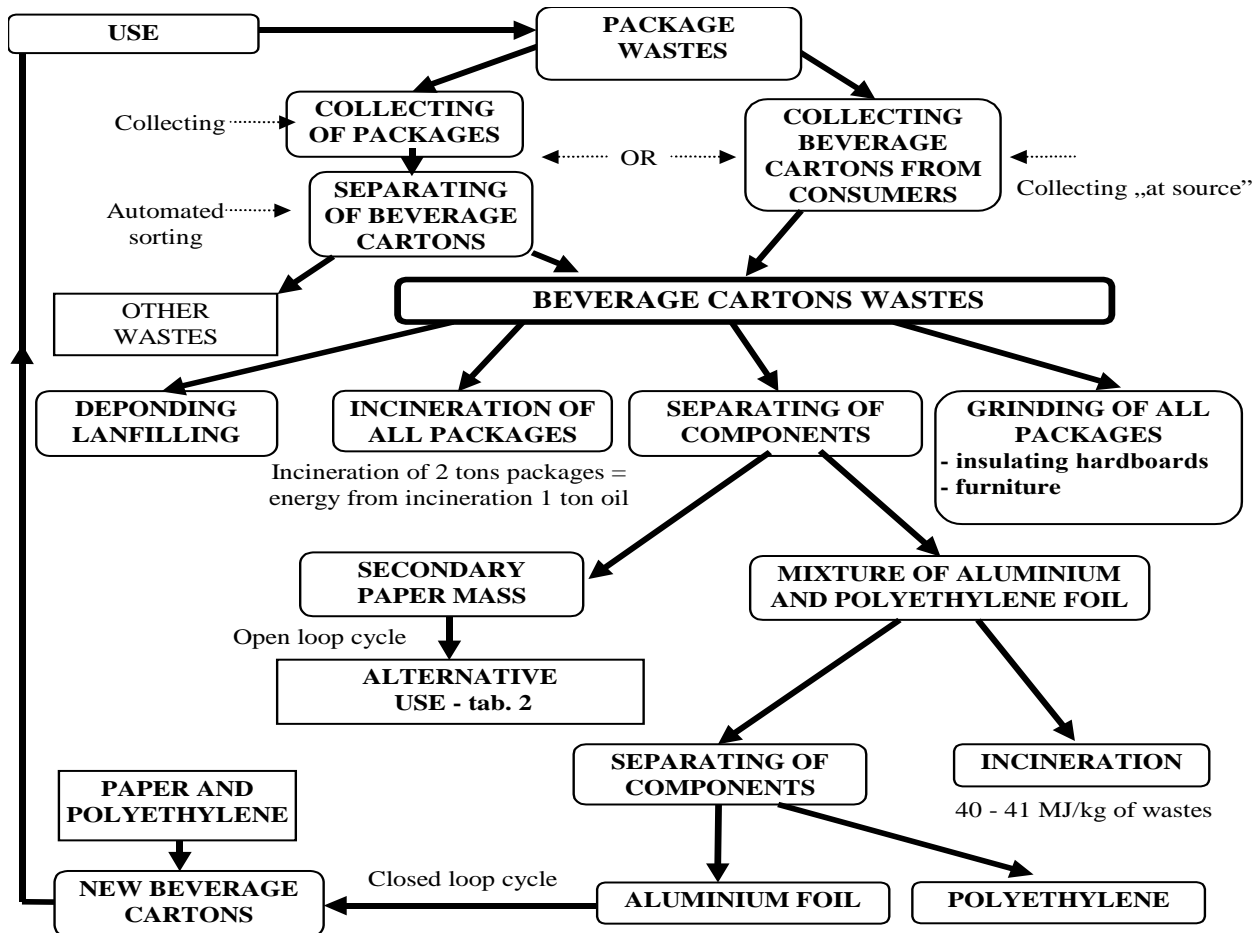 USE
PACKAGE
WASTES
Collecting
COLLECTING
OF PACKAGES
OR
COLLECTING
BEVERAGE
CARTONS FROM
CONSUMERS
Collecting „at source”
Automated
sorting
SEPARATING
OF BEVERAGE
CARTONS
OTHER
WASTES
BEVERAGE CARTONS WASTES
DEPONDING
LANFILLING
INCINERATION OF
ALL PACKAGES
Incineration of 2 tons packages =
energy from incineration 1 ton oil
SEPARATING OF
COMPONENTS
GRINDING OF ALL
PACKAGES
- insulating hardboards
- furniture
SECONDARY
PAPER MASS
MIXTURE OF ALUMINIUM
AND POLYETHYLENE FOIL
Open loop cycle
ALTERNATIVE
USE - tab. 2
SEPARATING OF
COMPONENTS
INCINERATION
40 - 41 MJ/kg of wastes
PAPER AND
POLYETHYLENE
NEW BEVERAGE
CARTONS
Closed loop cycle
ALUMINIUM FOIL
POLYETHYLENE